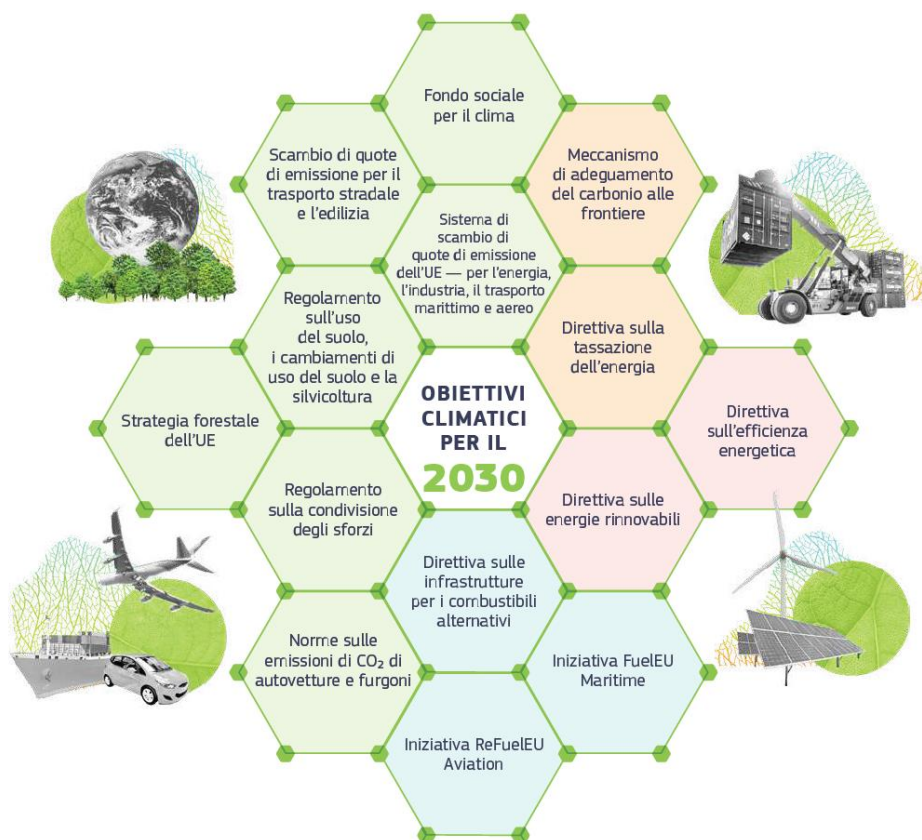 Fondo sociale
per il clima
Scambio di quote
di emissione per il
trasporto stradale
e l'edilizia
Meccanismo
di adeguamento
del carbonio alle
frontiere
Sistema di
scambio di
quote di emissione
dell'UE — per l'energia,
l'industria, il trasporto
marittimo e aereo
Regolamento
sull'uso
del suolo,
i cambiamenti di
uso del suolo e la
silvicoltura
Direttiva sulla
tassazione
dell'energia
Strategia forestale
dell'UE
OBIETTIVI
CLIMATICI
PER IL
2030
Direttiva
sull'efficienza
energetica
Regolamento
sulla condivisione
degli sforzi
Direttiva sulle
energie rinnovabili
Direttiva sulle
infrastrutture
per i combustibili
alternativi
Norme sulle
emissioni di CO₂ di
autovetture e furgoni
Iniziativa FuelEU
Maritime
Iniziativa ReFuelEU
Aviation